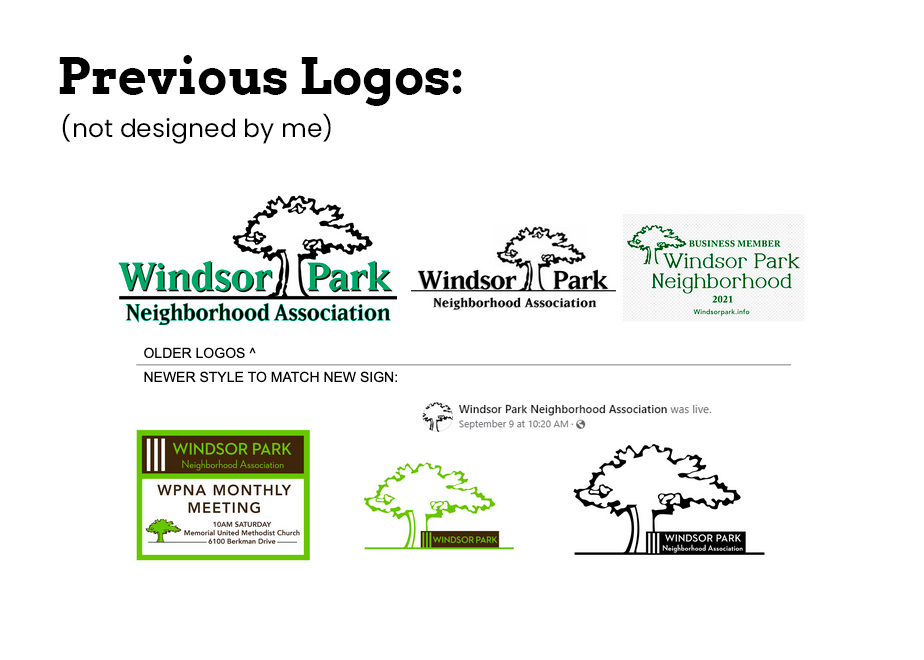 Previous Logos:
(not designed by me)
Windsor Park
Neighborhood Association
Windsor Park
Neighborhood Association
BUSINESS MEMBER
Windsor Park
Neighborhood
2021
Windsorpark.info
OLDER LOGOS ^
NEWER STYLE TO MATCH NEW SIGN:
Windsor Park Neighborhood Association was live.
September 9 at 10:20 AM ·
WINDSOR PARK
Neighborhood Association
WPNA MONTHLY
MEETING
10AM SATURDAY
Memorial United Methodist Church
6100 Berkman Drive
WINDSOR PARK
WINDSOR PARK
Neighborhood Association